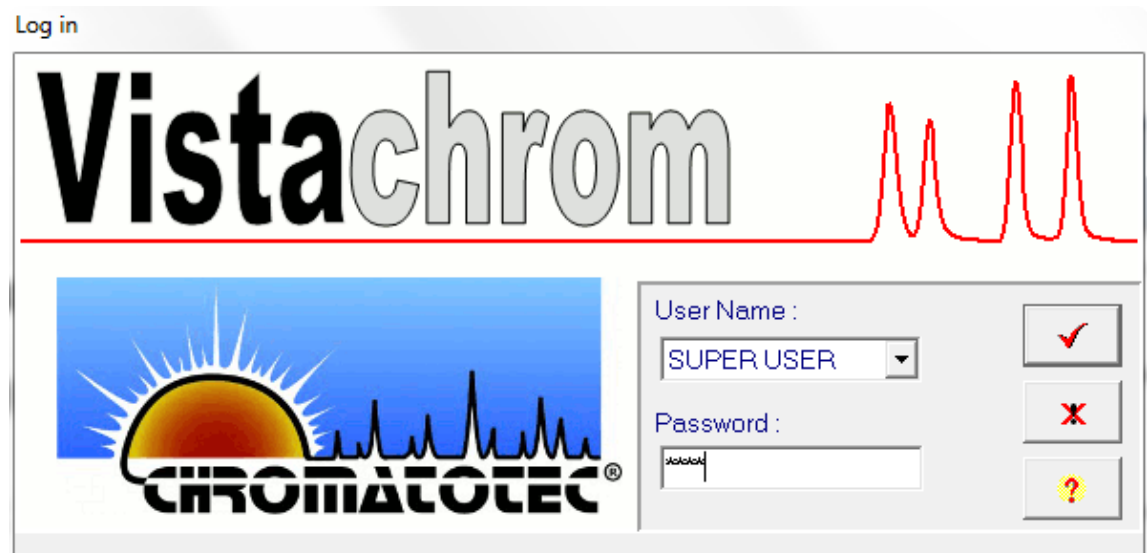 Log in
Vistachrom
User Name :
SUPER USER
Password :
****
?
CHROMATOTEC®